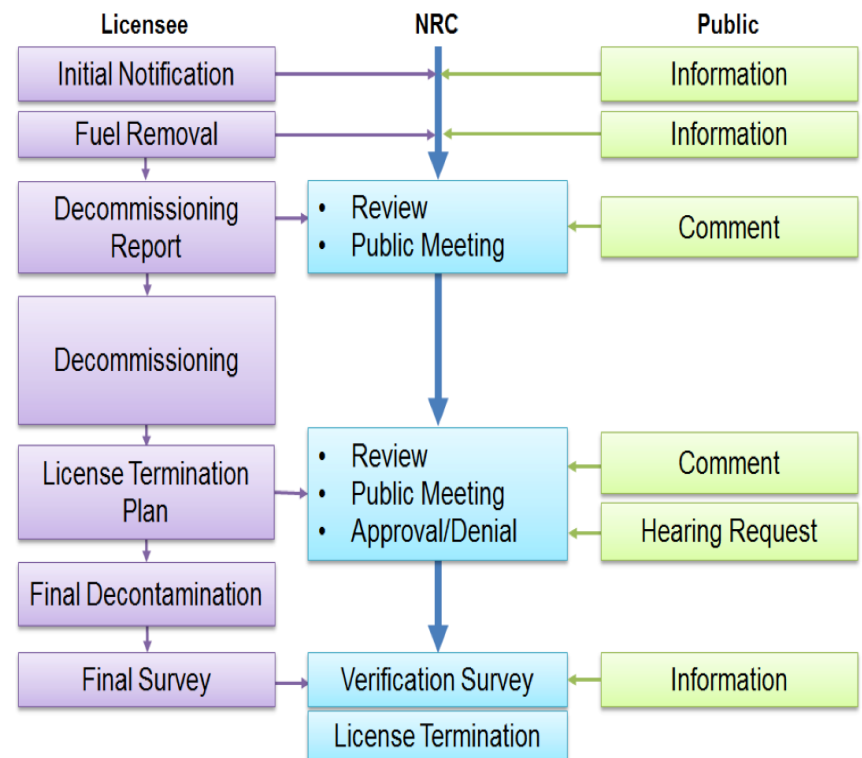 Licensee
NRC
Public
Initial Notification
Information
Fuel Removal
Information
Decommissioning
Report
• Review
• Public Meeting
Comment
Decommissioning
License Termination
Plan
• Review
• Public Meeting
• Approval/Denial
Comment
Hearing Request
Final Decontamination
Final Survey
Verification Survey
Information
License Termination